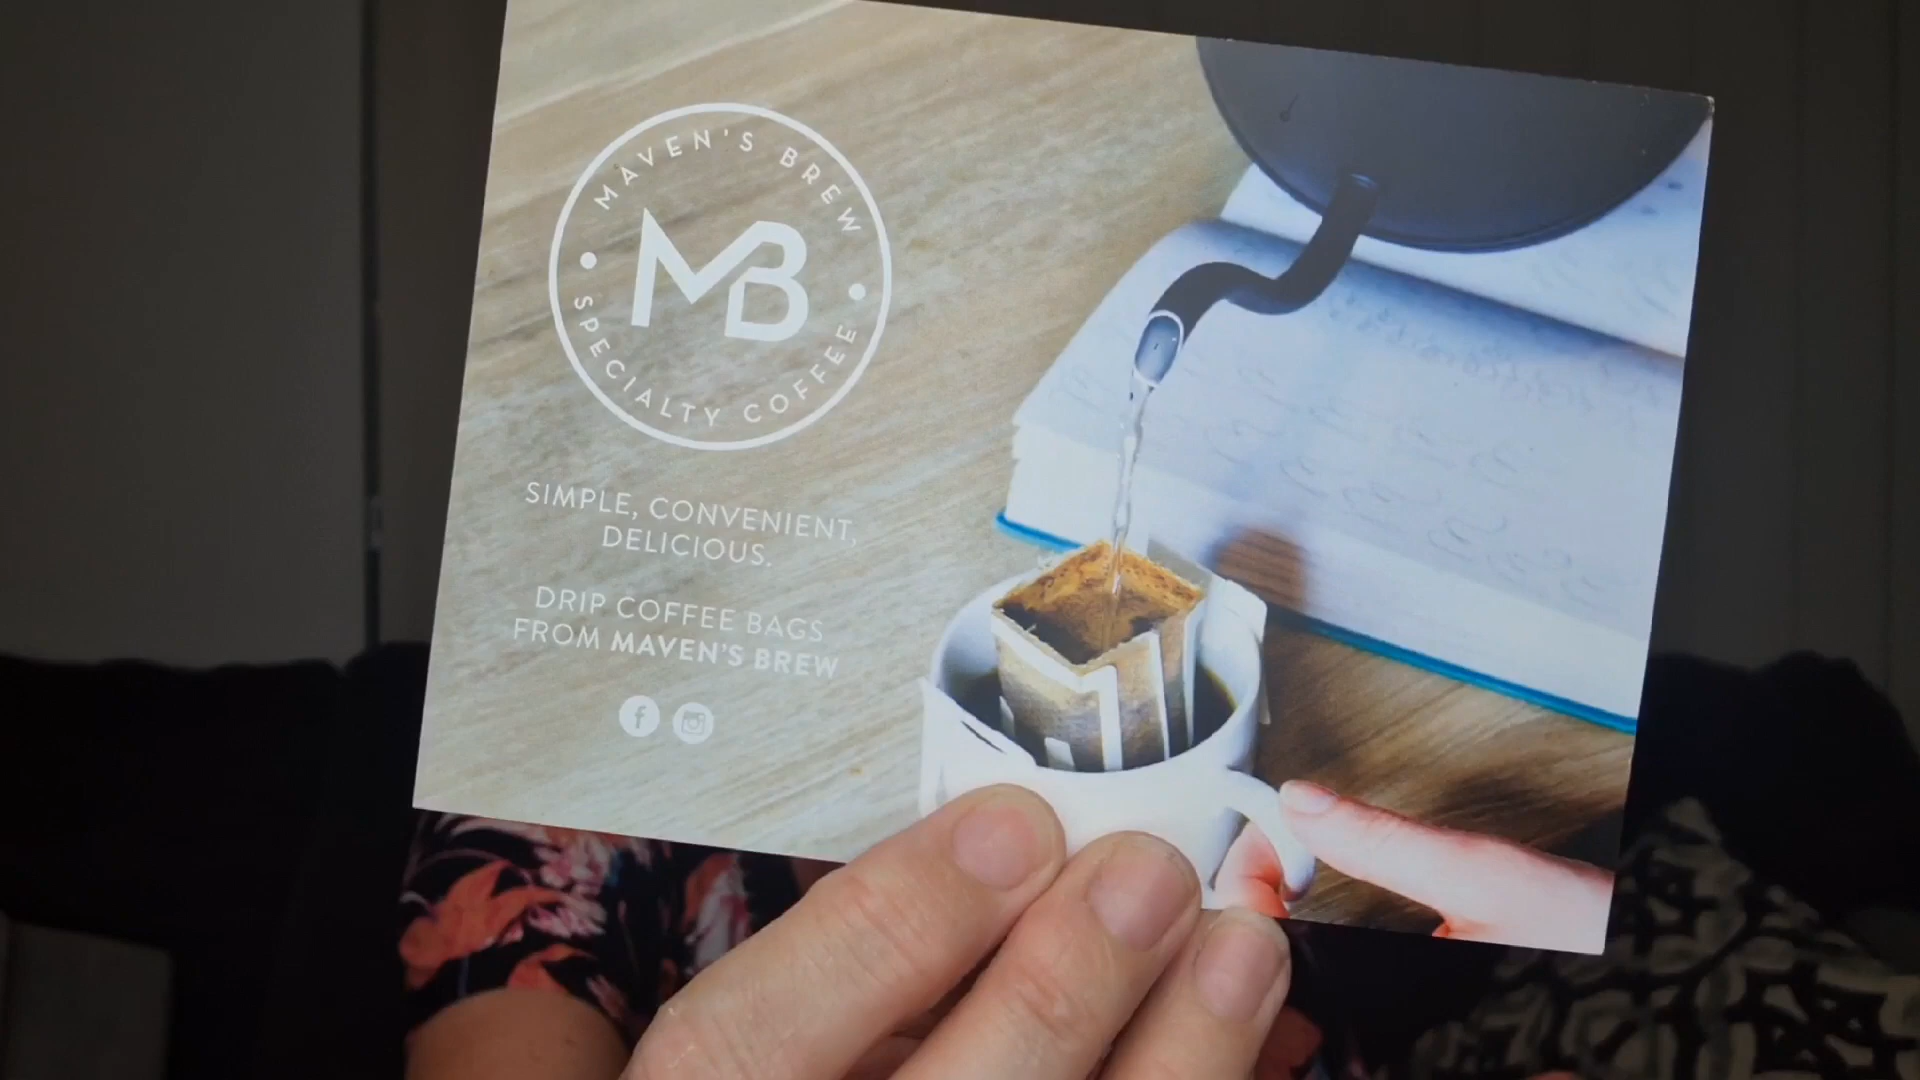 MAVEN'S BREW
MB
SPECIALTY COFFEE
SIMPLE, CONVENIENT,
DELICIOUS.
DRIP COFFEE BAGS
FROM MAVEN'S BREW
f